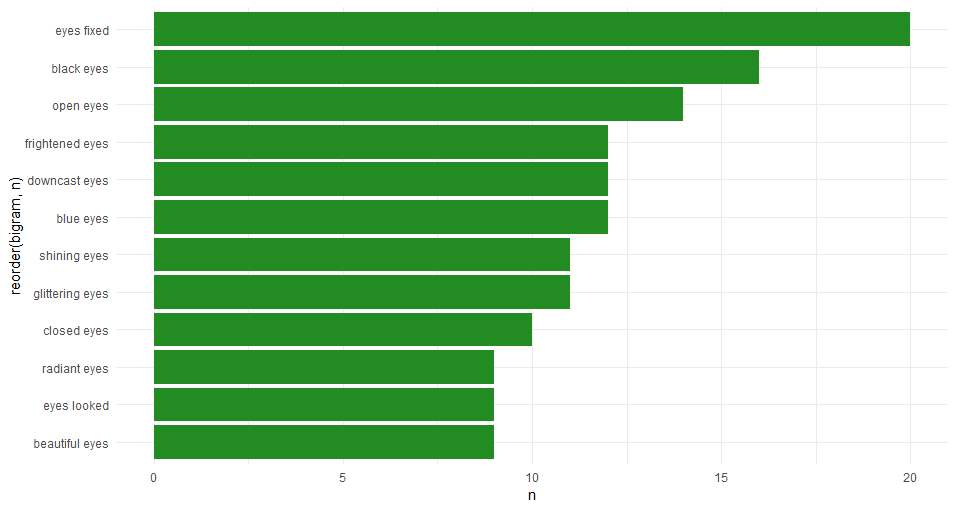 reorder(bigram, n)
eyes fixed
black eyes
open eyes
frightened eyes
downcast eyes
blue eyes
shining eyes
glittering eyes
closed eyes
radiant eyes
eyes looked
beautiful eyes
0 5 10 15 20
n